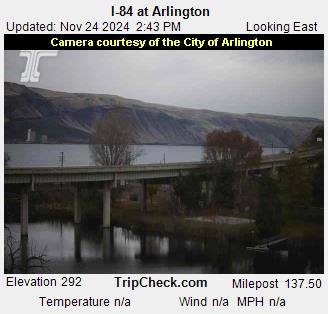 I-84 at Arlington
Updated: Nov 24 2024 2:43 PM Looking East
Camera courtesy of the City of Arlington
Elevation 292 TripCheck.com Milepost 137.50
Temperature n/a Wind n/a MPH n/a